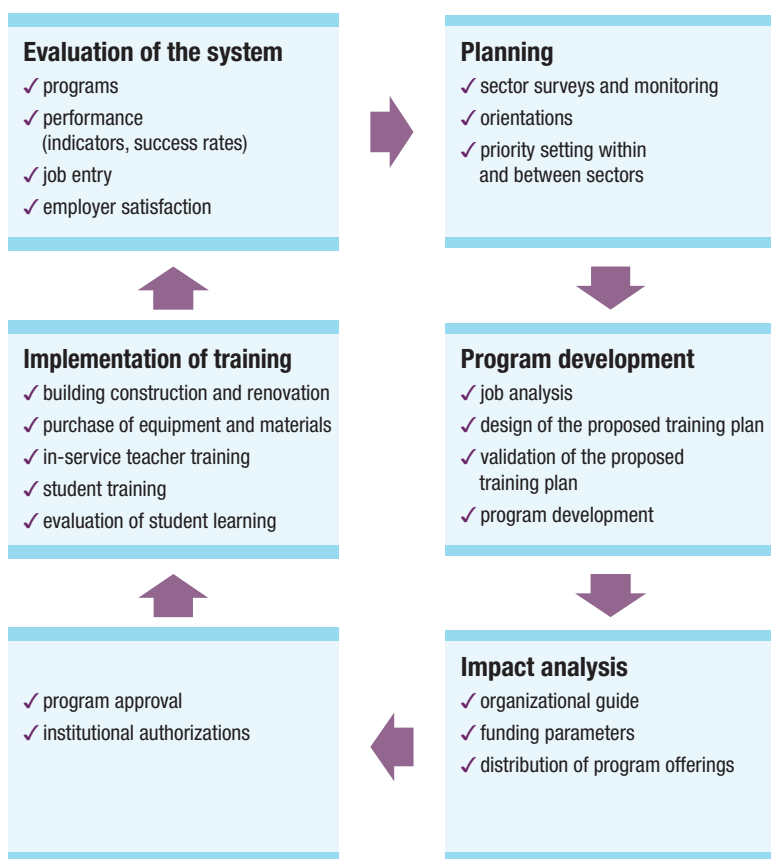 Evaluation of the system
✓ programs
✓ performance
(indicators, success rates)
✓ job entry
✓ employer satisfaction
Planning
✓ sector surveys and monitoring
✓ orientations
✓ priority setting within
and between sectors
Implementation of training
✓ building construction and renovation
✓ purchase of equipment and materials
✓ in-service teacher training
✓ student training
✓ evaluation of student learning
Program development
✓ job analysis
✓ design of the proposed training plan
✓ validation of the proposed
training plan
✓ program development
✓ program approval
✓ institutional authorizations
Impact analysis
✓ organizational guide
✓ funding parameters
✓ distribution of program offerings